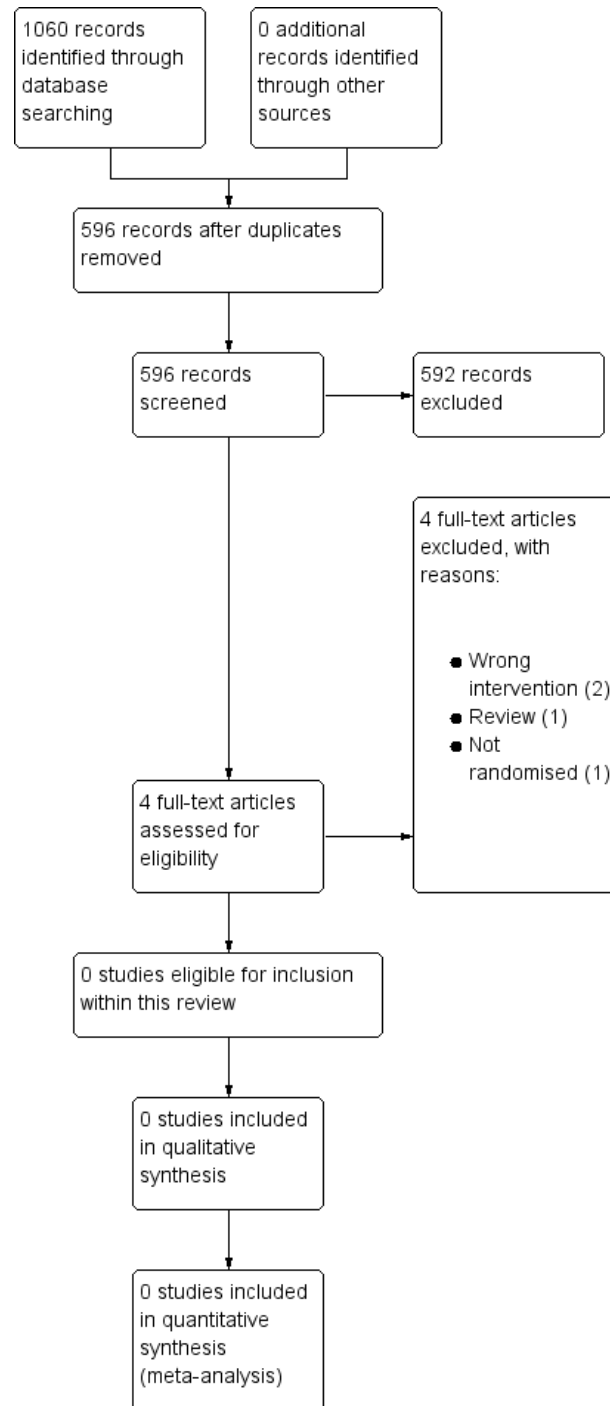 1060 records
identified through
database
searching
0 additional
records identified
through other
sources
596 records after duplicates
removed
596 records
screened
592 records
excluded
4 full-text articles
excluded, with
reasons:
● Wrong
intervention (2)
● Review (1)
● Not
randomised (1)
4 full-text articles
assessed for
eligibility
0 studies eligible for inclusion
within this review
0 studies included
in qualitative
synthesis
0 studies included
in quantitative
synthesis
(meta-analysis)